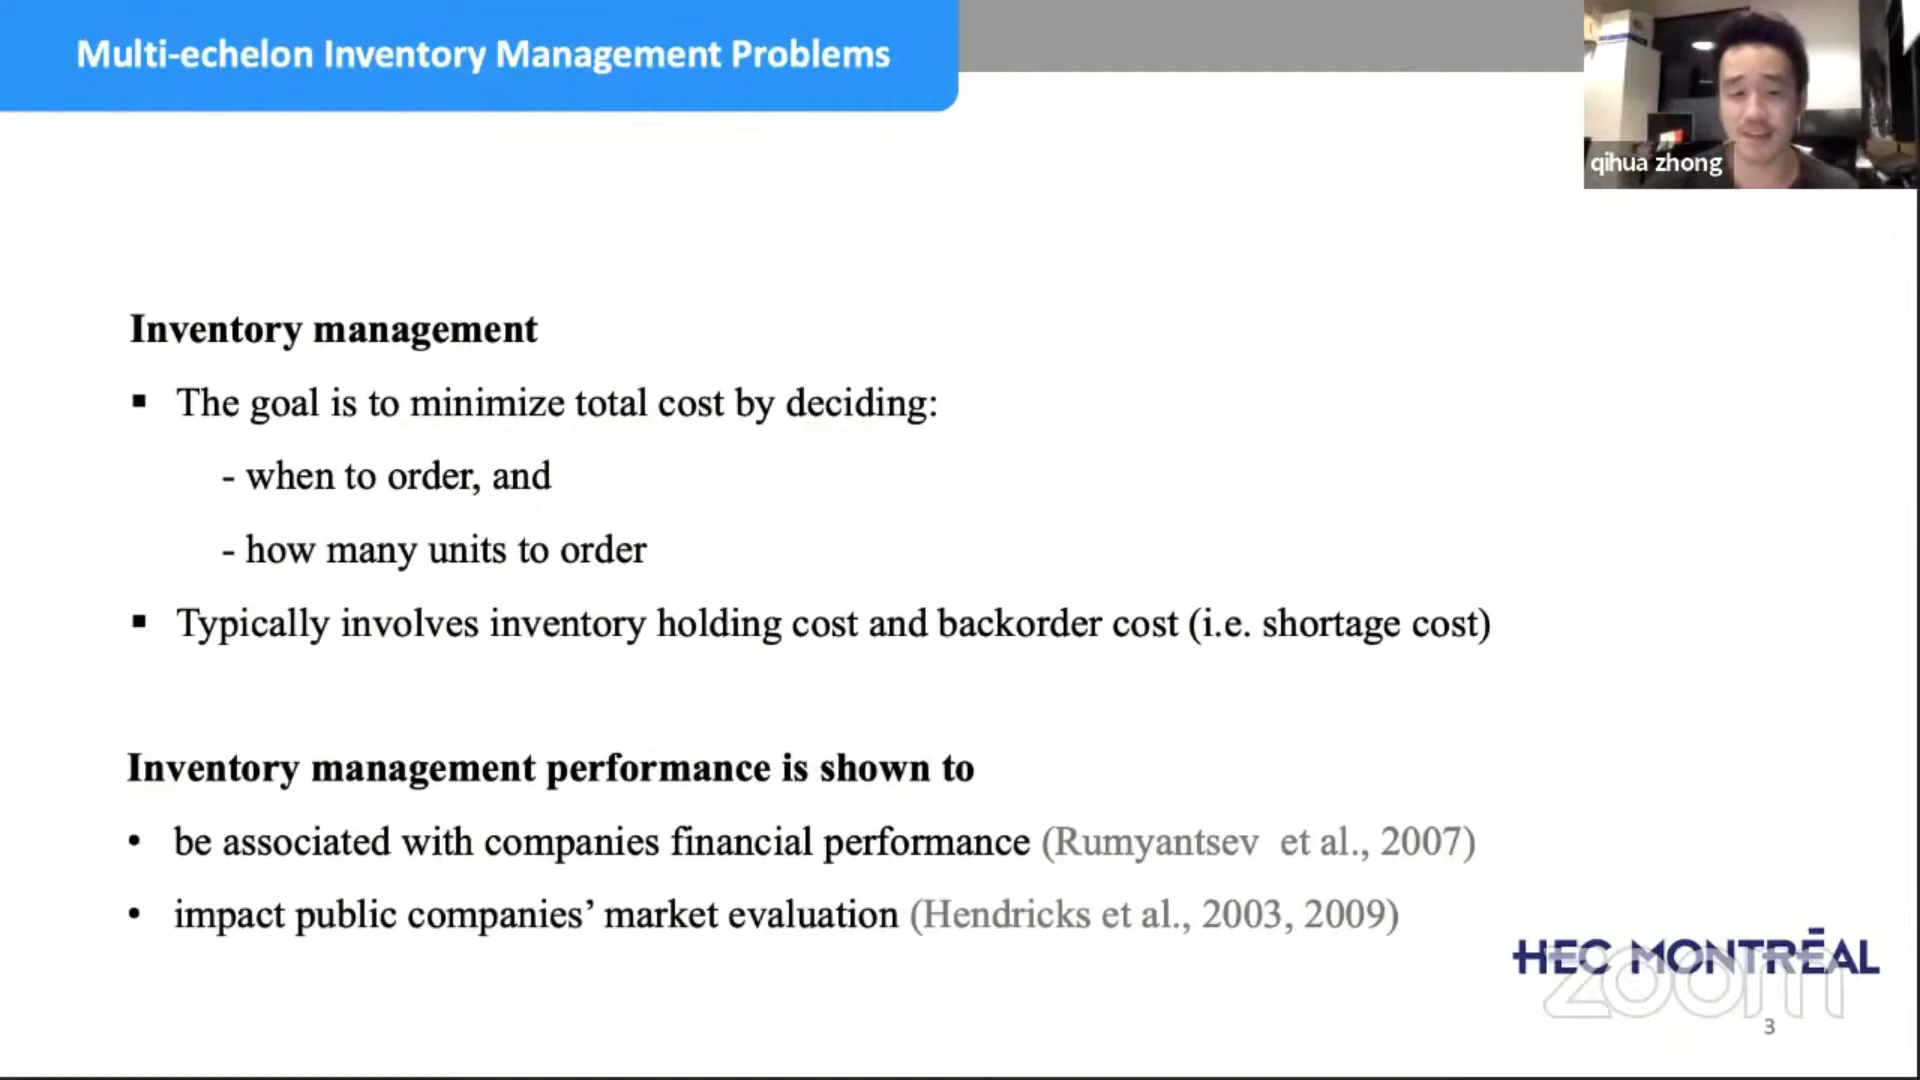 Multi-echelon Inventory Management Problems
qihua zhong
Inventory management
▪ The goal is to minimize total cost by deciding:
- when to order, and
- how many units to order
▪ Typically involves inventory holding cost and backorder cost (i.e. shortage cost)
Inventory management performance is shown to
• be associated with companies financial performance (Rumyantsev et al., 2007)
• impact public companies’ market evaluation (Hendricks et al., 2003, 2009)
HEC MONTRĒAL
zoom
3